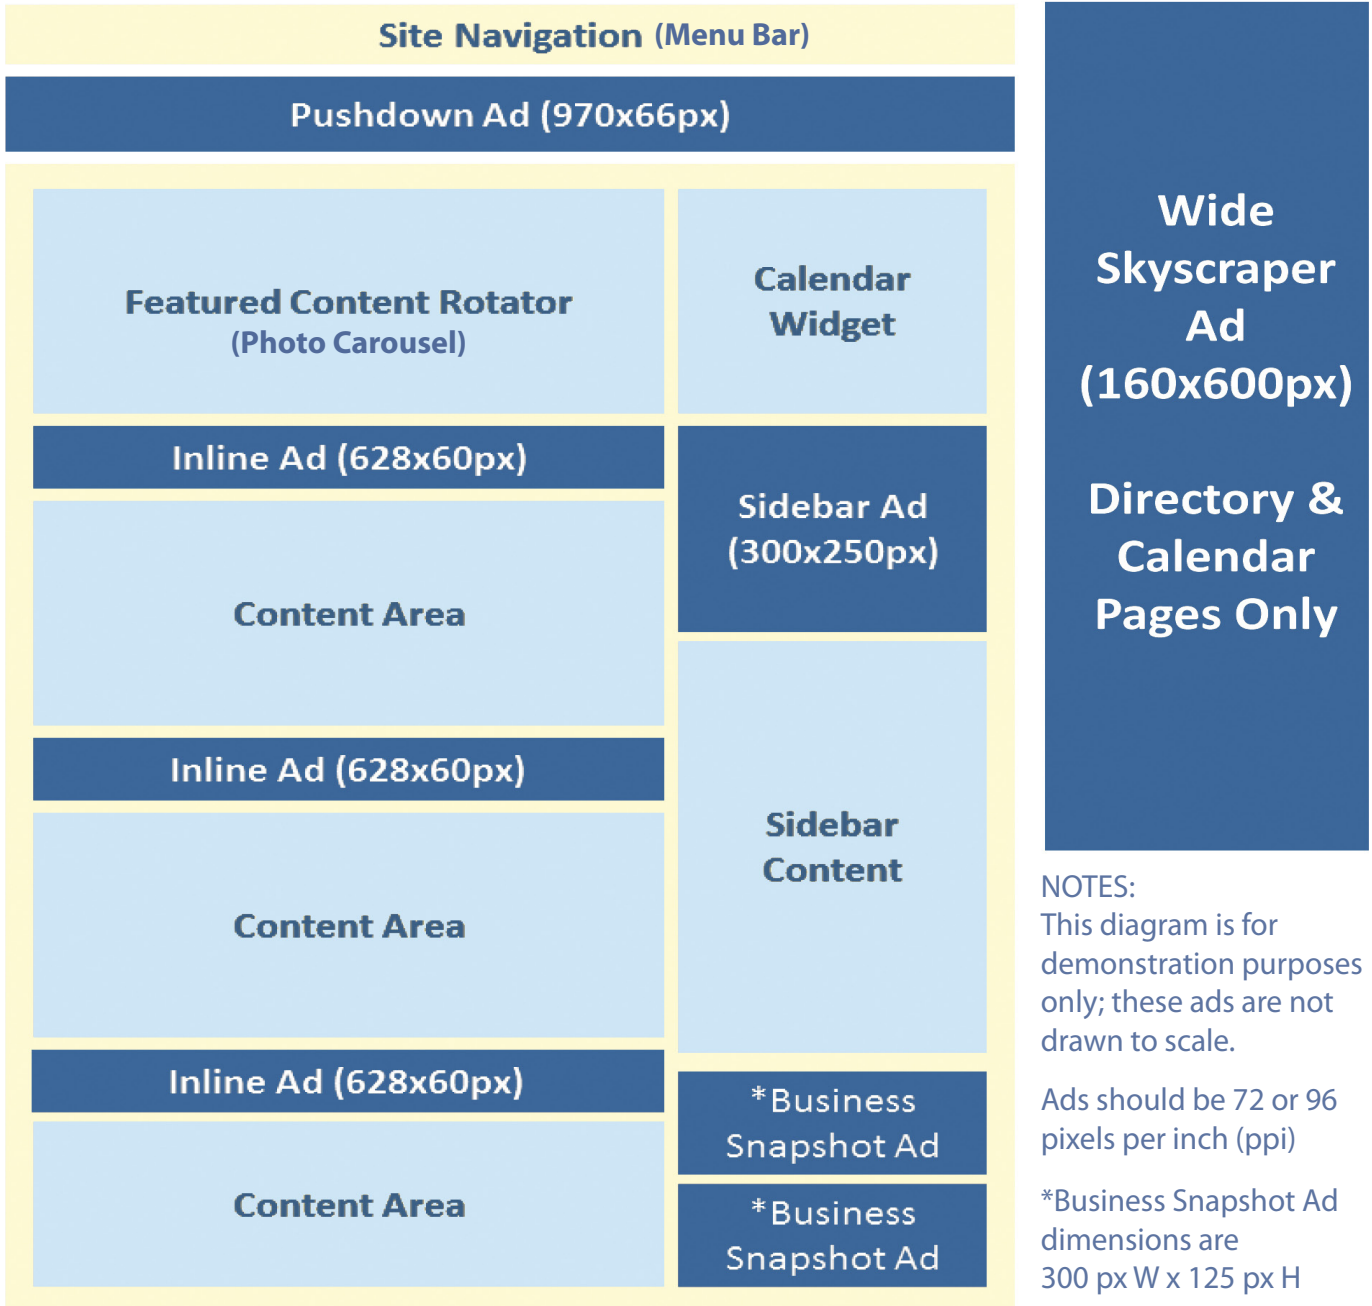 Site Navigation (Menu Bar)
Pushdown Ad (970x66px)
Featured Content Rotator
(Photo Carousel)
Calendar
Widget
Inline Ad (628x60px)
Sidebar Ad
(300x250px)
Content Area
Inline Ad (628x60px)
Sidebar
Content
Content Area
Inline Ad (628x60px)
*Business
Snapshot Ad
Content Area
*Business
Snapshot Ad
Wide
Skyscraper
Ad
(160x600px)
Directory &
Calendar
Pages Only
NOTES:
This diagram is for
demonstration purposes
only; these ads are not
drawn to scale.
Ads should be 72 or 96
pixels per inch (ppi)
*Business Snapshot Ad
dimensions are
300 px W x 125 px H